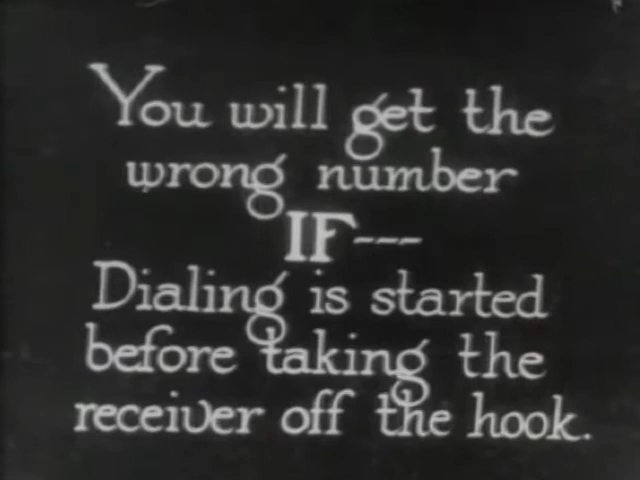 You will get the
wrong number
IF---
Dialing is started
before taking the
receiver off the hook.